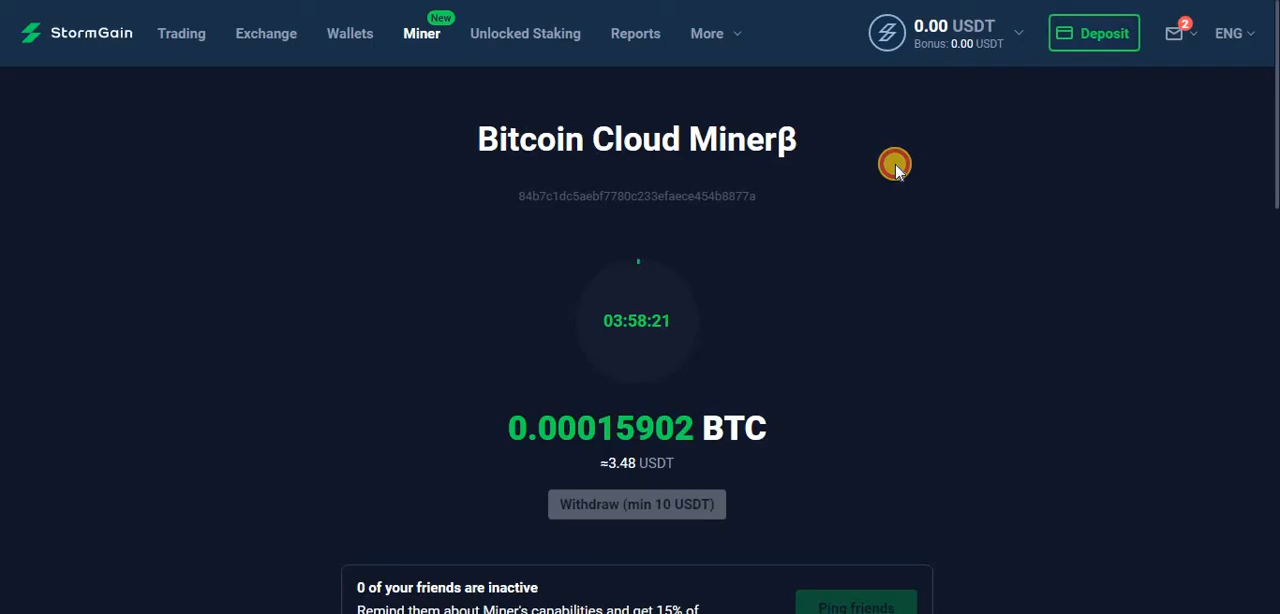 StormGain Trading Exchange Wallets Miner New Unlocked Staking Reports More 0.00 USDT Deposit 2 ENG
Bonus: 0.00 USDT
Bitcoin Cloud Minerβ
84b7c1dc5aebf7780c233efaece454b8877a
03:58:21
0.00015902 BTC
≈3.48 USDT
Withdraw (min 10 USDT)
0 of your friends are inactive
Remind them about Miner's capabilities and get 15% of
Ping friends